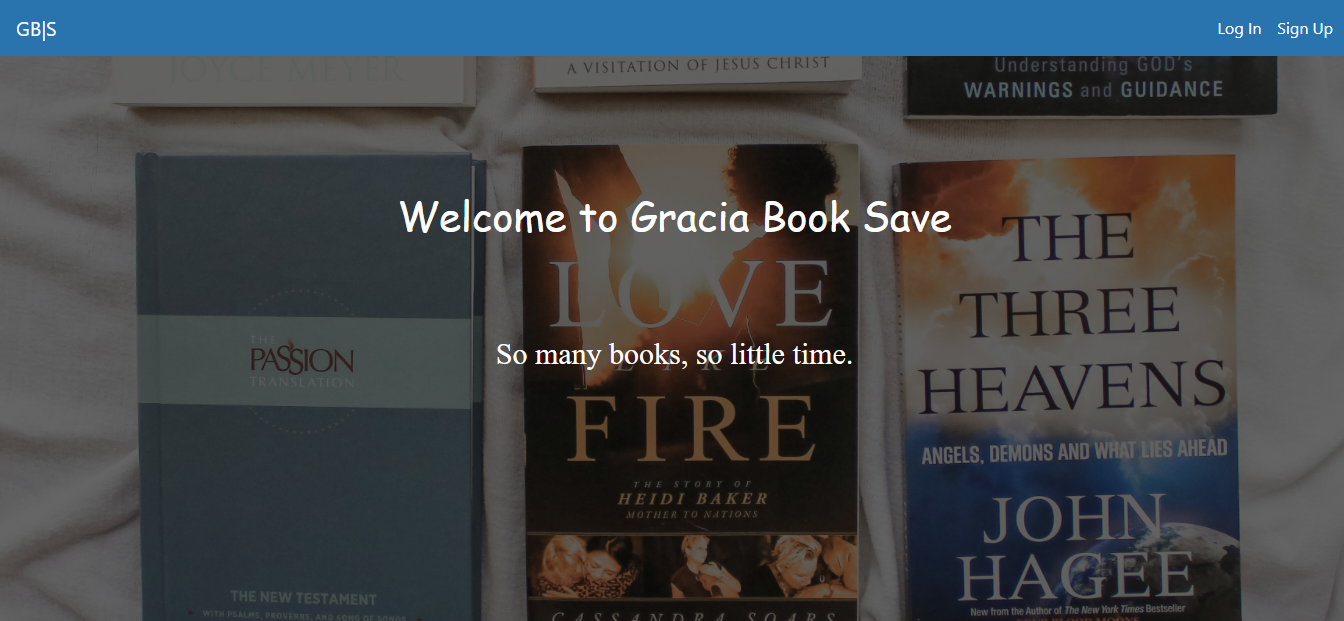 GB|S
Log In Sign Up
JOYCE MEYER
A VISITATION OF JESUS CHRIST
Understanding GOD's
WARNINGS and GUIDANCE
Welcome to Gracia Book Save
So many books, so little time.
THE
PASSION
TRANSLATION
THE NEW TESTAMENT
WITH PSALMS, PROVERBS, AND SONG OF SONGS
LOVE
LIKE
FIRE
THE STORY OF
HEIDI BAKER
MOTHER TO NATIONS
CASSANDRA SOARS
THE
THREE
HEAVENS
ANGELS, DEMONS AND WHAT LIES AHEAD
JOHN
HAGEE
New from the Author of The New York Times Bestseller